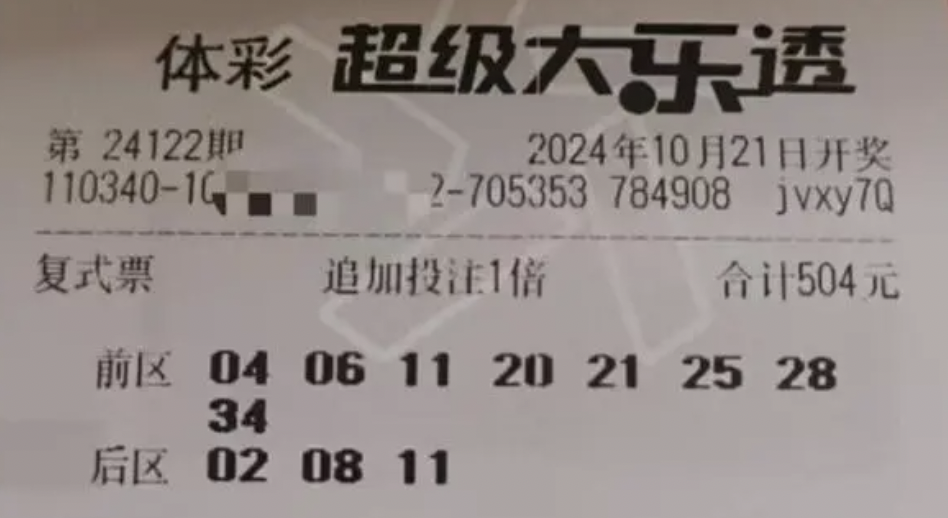 体彩 超级大乐透
第 24122期 2024年10月21日开奖
110340-10 2-705353 784908 jvxy7Q
复式票 追加投注1倍 合计504元
前区 04 06 11 20 21 25 28
34
后区 02 08 11